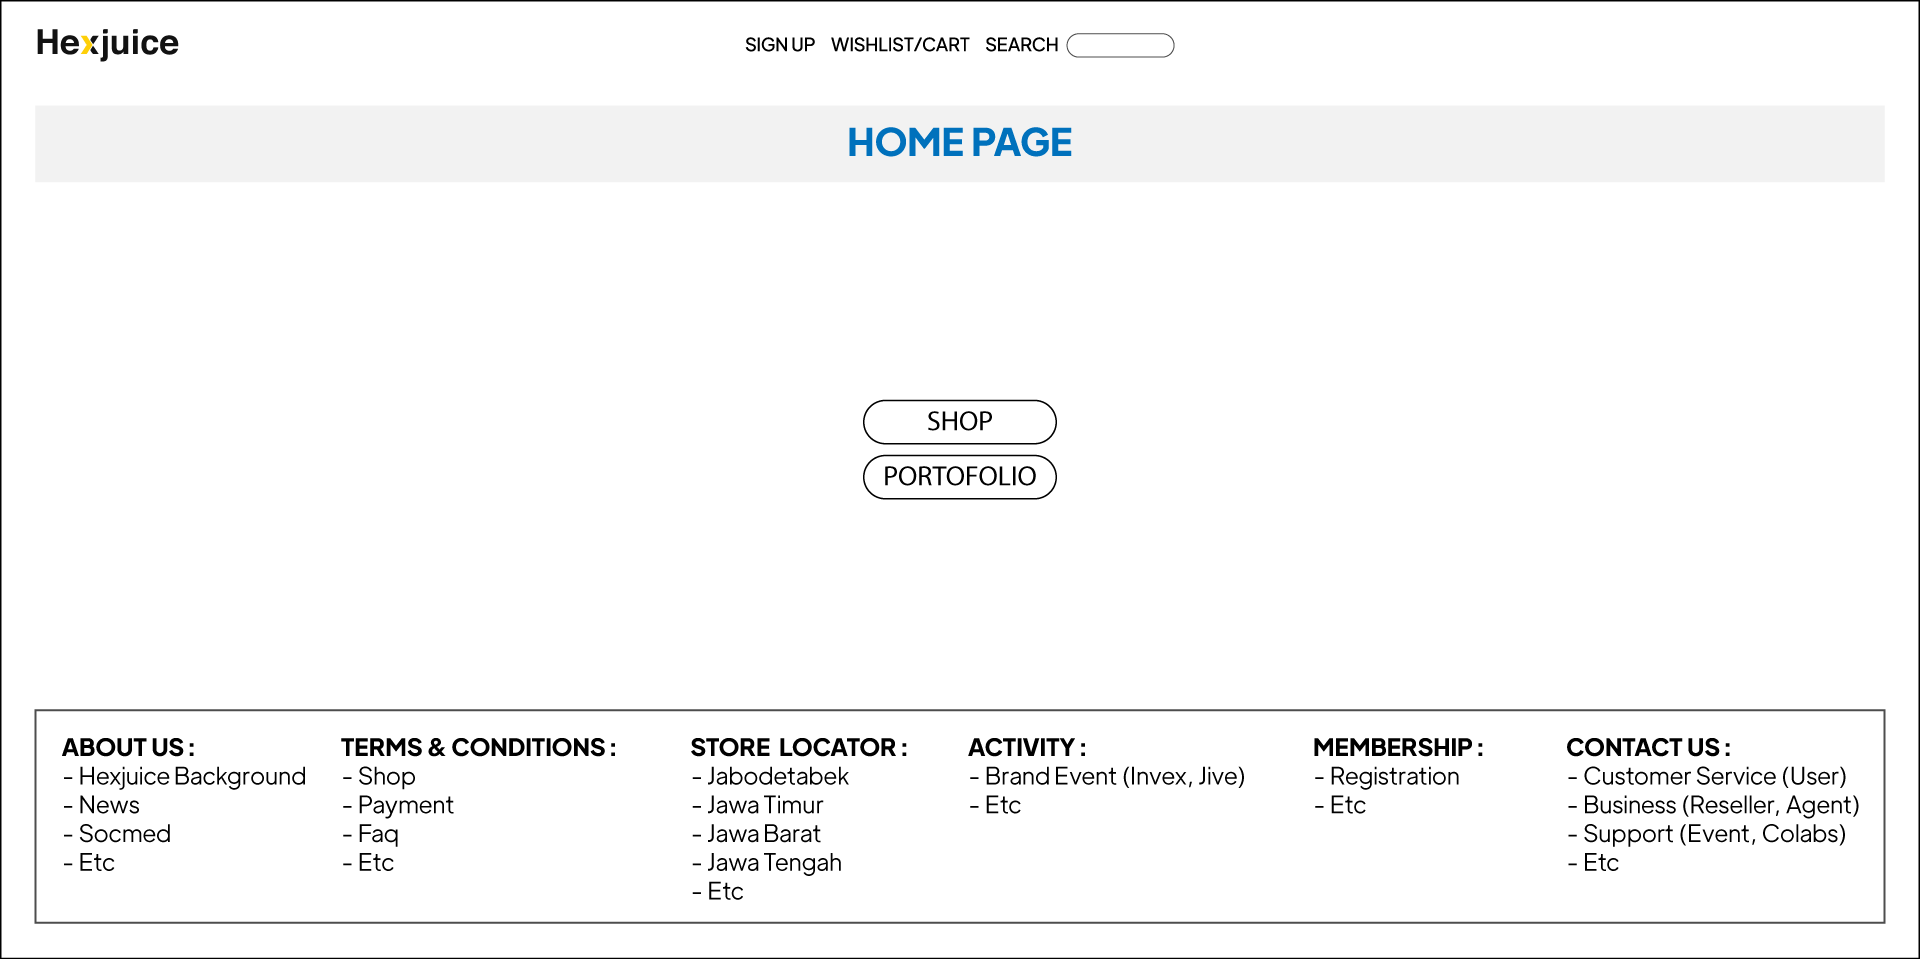 Hexjuice
SIGN UP WISHLIST/CART SEARCH
HOME PAGE
SHOP
PORTOFOLIO
ABOUT US :
- Hexjuice Background
- News
- Socmed
- Etc
TERMS & CONDITIONS :
- Shop
- Payment
- Faq
- Etc
STORE LOCATOR :
- Jabodetabek
- Jawa Timur
- Jawa Barat
- Jawa Tengah
- Etc
ACTIVITY :
- Brand Event (Invex, Jive)
- Etc
MEMBERSHIP :
- Registration
- Etc
CONTACT US :
- Customer Service (User)
- Business (Reseller, Agent)
- Support (Event, Colabs)
- Etc